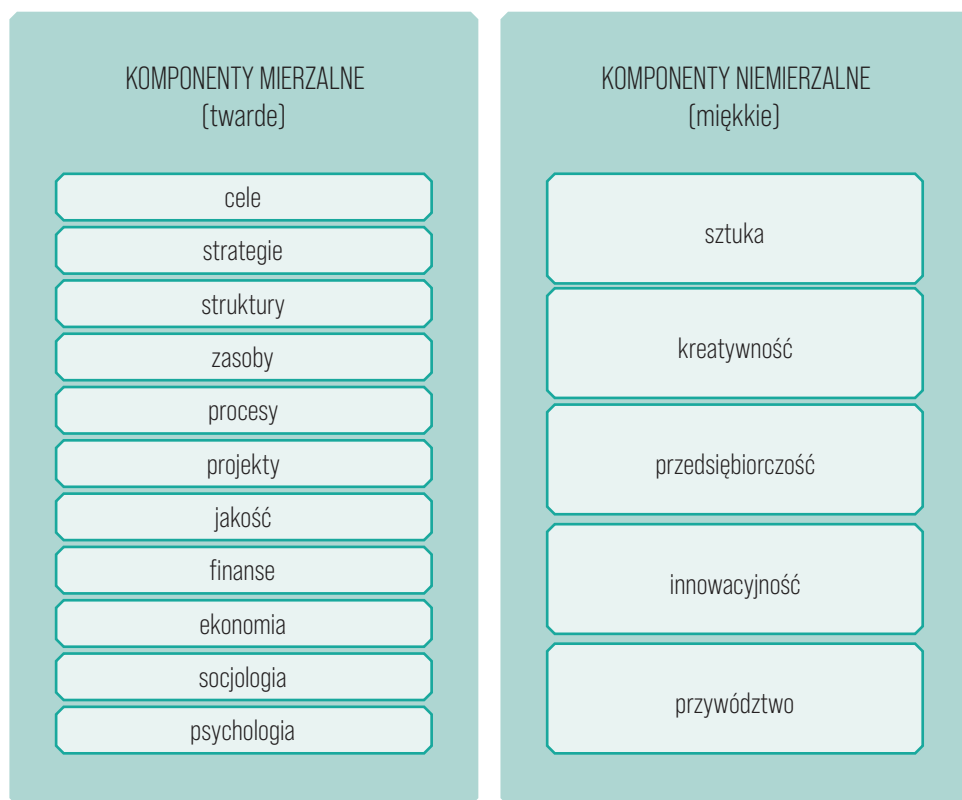 KOMPONENTY MIERZALNE
(twarde)
cele
strategie
struktury
zasoby
procesy
projekty
jakość
finanse
ekonomia
socjologia
psychologia
KOMPONENTY NIEMIERZALNE
(miękkie)
sztuka
kreatywność
przedsiębiorczość
innowacyjność
przywództwo